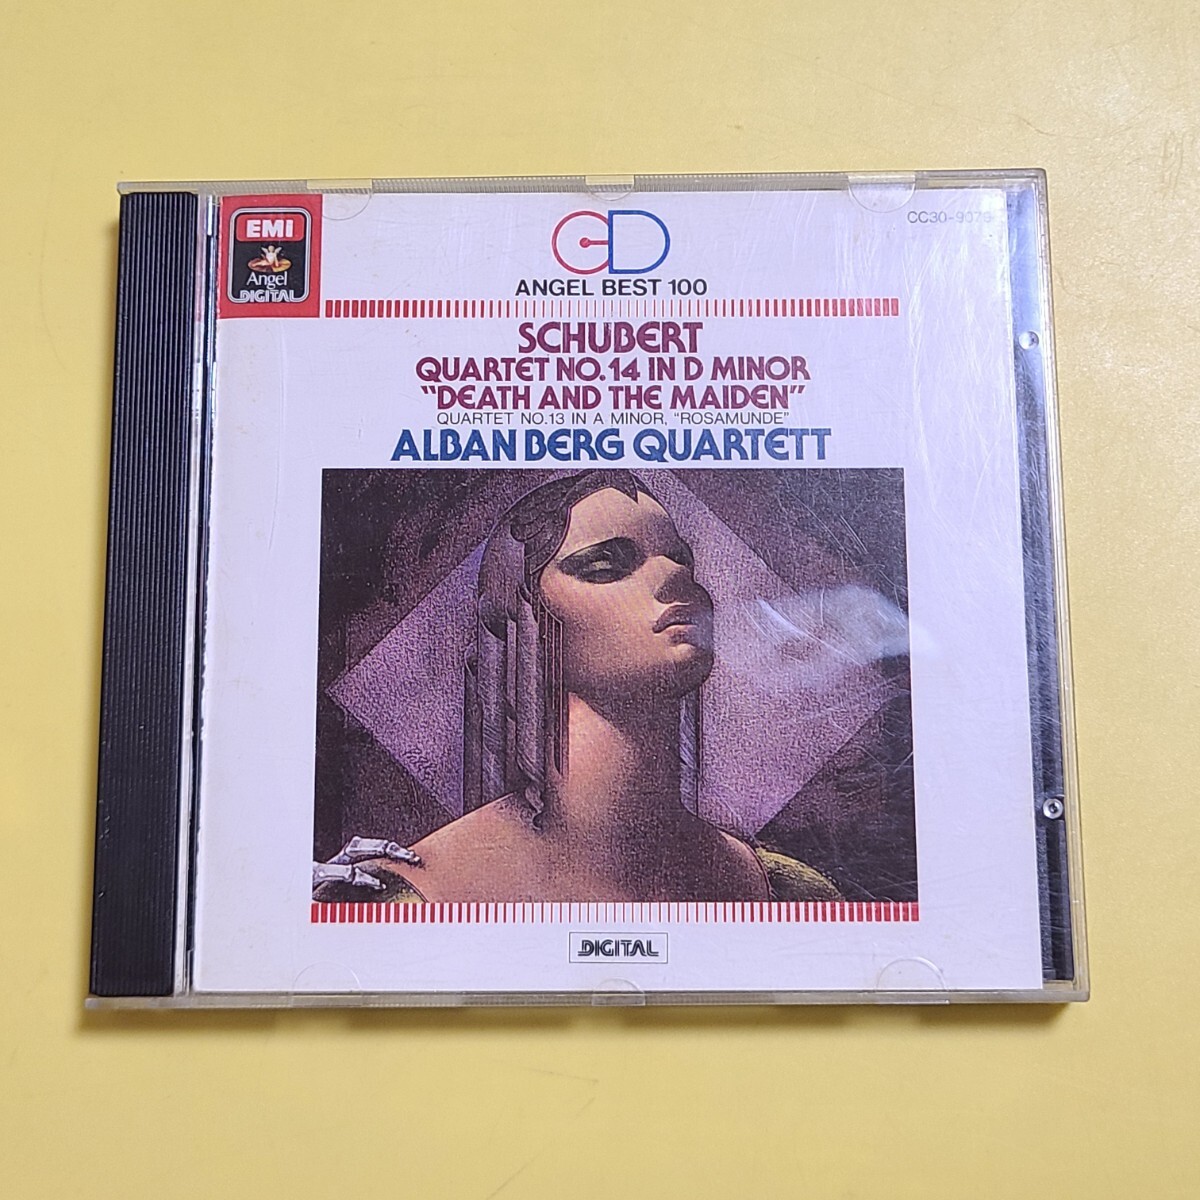 EMI
Angel
DIGITAL
CD
ANGEL BEST 100
SCHUBERT
QUARTET NO. 14 IN D MINOR
"DEATH AND THE MAIDEN"
QUARTET NO.13 IN A MINOR, "ROSAMUNDE"
ALBAN BERG QUARTETT
DIGITAL